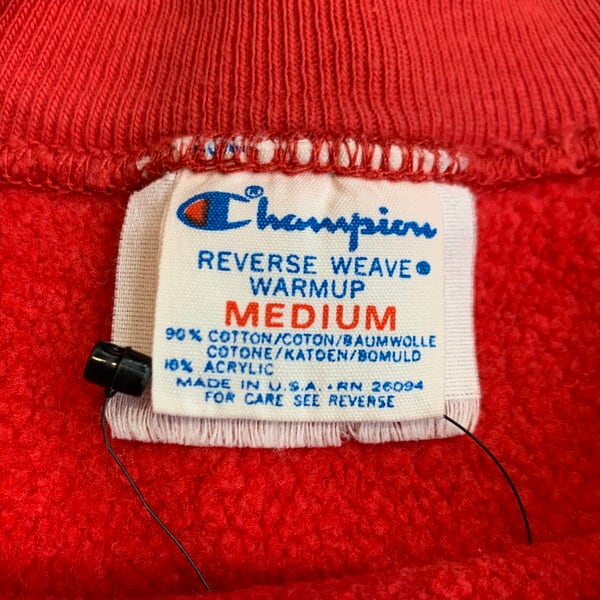 Champion®
REVERSE WEAVE®
WARMUP
MEDIUM
90% COTTON/COTON/BAUMWOLLE
COTONE/KATOEN/BOMULD
10% ACRYLIC
MADE IN U.S.A. · RN 26094
FOR CARE SEE REVERSE